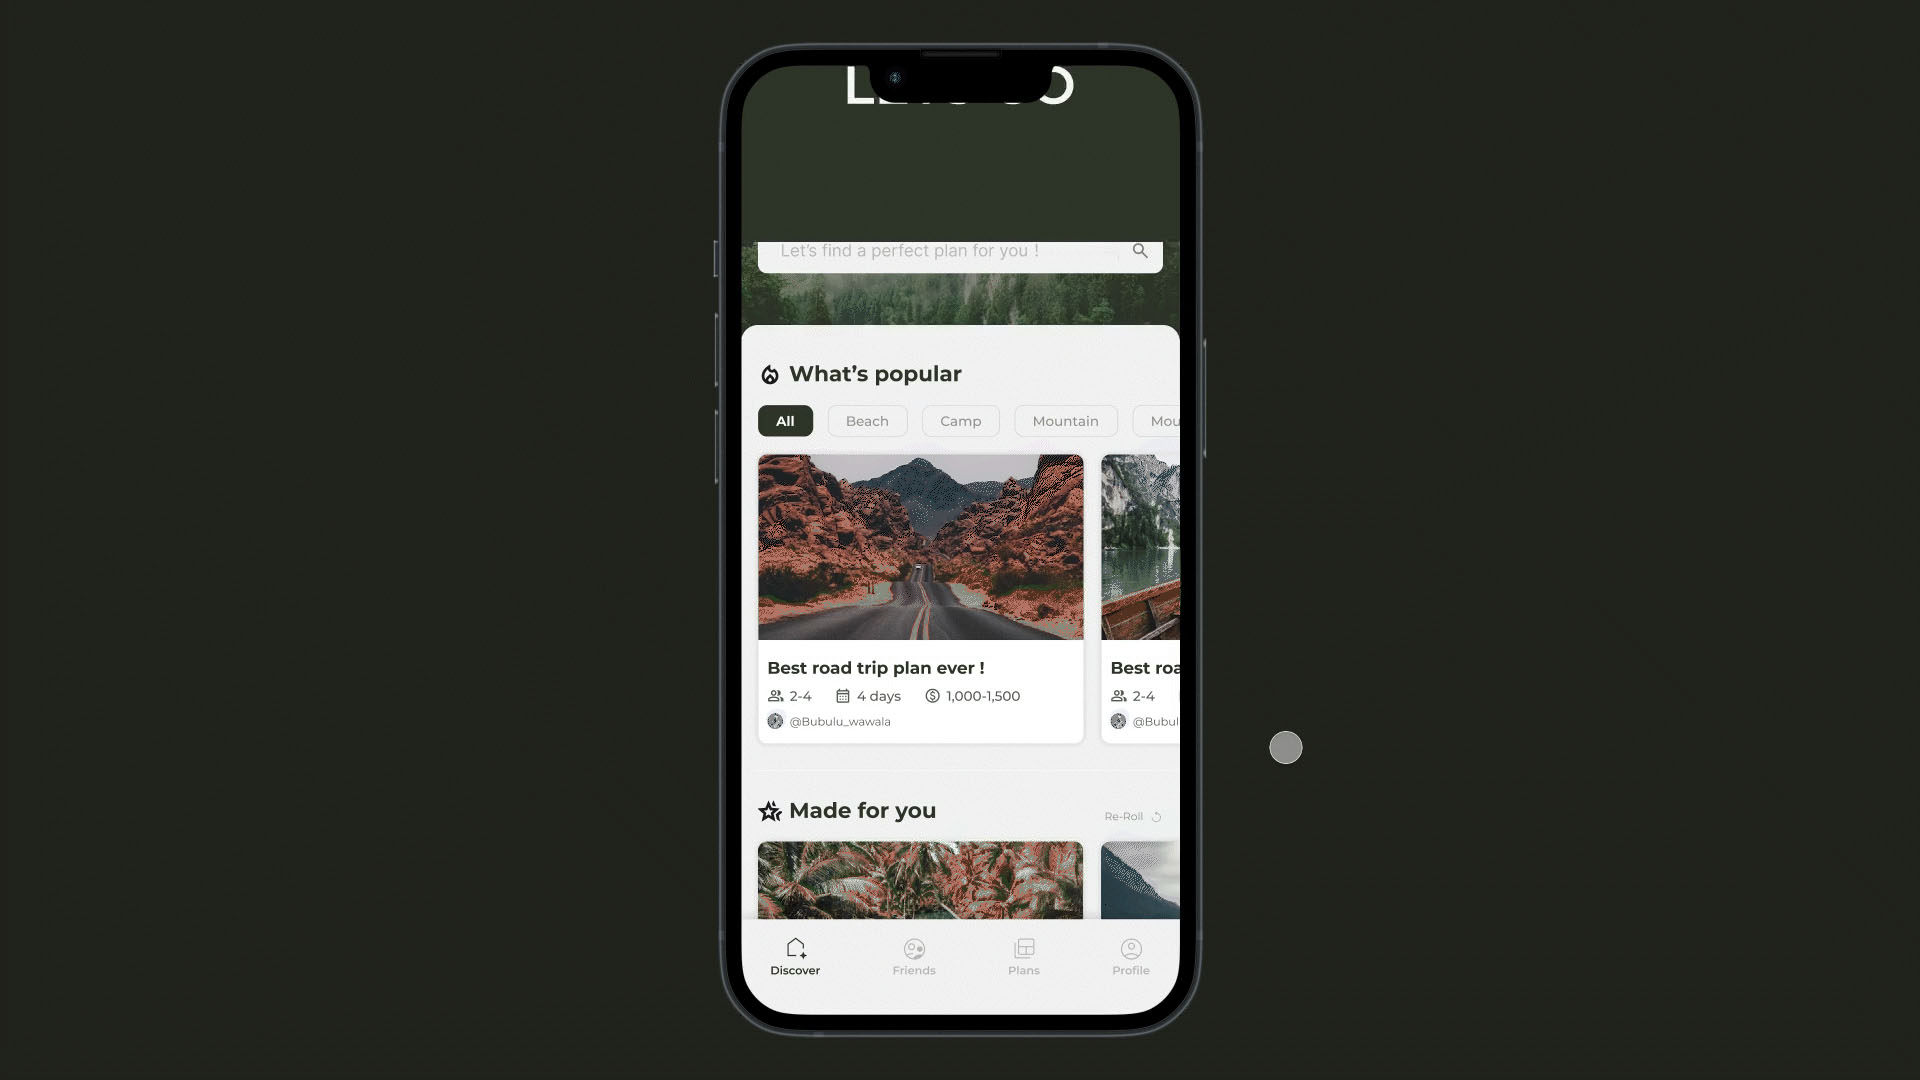 Let's find a perfect plan for you !
What's popular
All
Beach
Camp
Mountain
Mou
Best road trip plan ever !
Best roa
2-4
4 days
1,000-1,500
2-4
@Bubulu_wawala
@Bubul
Made for you
Re-Roll
Discover
Friends
Plans
Profile